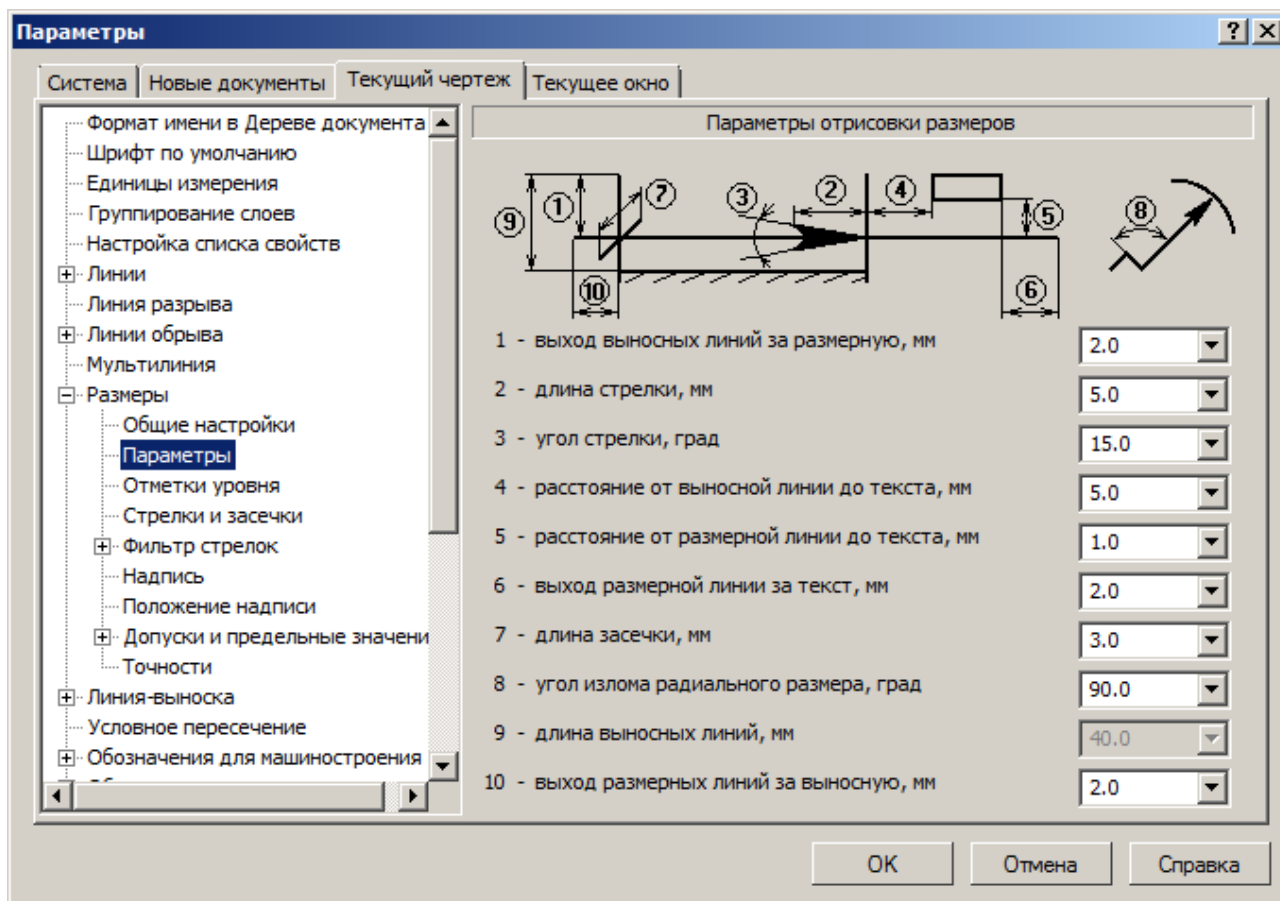 Параметры
Система
Новые документы
Текущий чертеж
Текущее окно
Формат имени в Дереве документа
Шрифт по умолчанию
Единицы измерения
Группирование слоев
Настройка списка свойств
Линии
Линия разрыва
Линии обрыва
Мультилиния
Размеры
Общие настройки
Параметры
Отметки уровня
Стрелки и засечки
Фильтр стрелок
Надпись
Положение надписи
Допуски и предельные значени
Точности
Линия-выноска
Условное пересечение
Обозначения для машиностроения
Параметры отрисовки размеров
9 1 7 3 2 4 5 8
10 6
1 - выход выносных линий за размерную, мм 2.0
2 - длина стрелки, мм 5.0
3 - угол стрелки, град 15.0
4 - расстояние от выносной линии до текста, мм 5.0
5 - расстояние от размерной линии до текста, мм 1.0
6 - выход размерной линии за текст, мм 2.0
7 - длина засечки, мм 3.0
8 - угол излома радиального размера, град 90.0
9 - длина выносных линий, мм 40.0
10 - выход размерных линий за выносную, мм 2.0
OK
Отмена
Справка